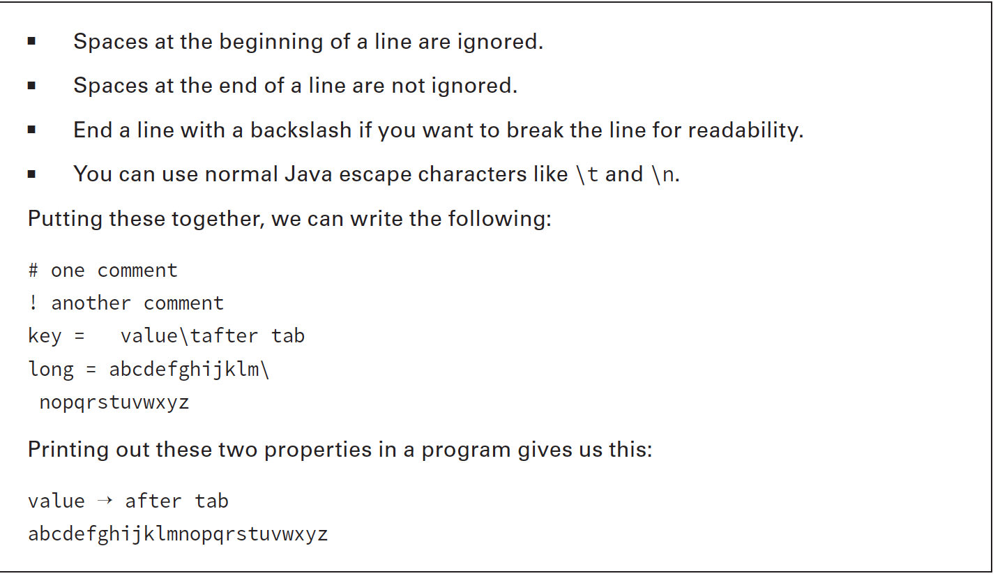 ▪ Spaces at the beginning of a line are ignored.
▪ Spaces at the end of a line are not ignored.
▪ End a line with a backslash if you want to break the line for readability.
▪ You can use normal Java escape characters like \t and \n.
Putting these together, we can write the following:
# one comment
! another comment
key =   value\tafter tab
long = abcdefghijklm\
 nopqrstuvwxyz
Printing out these two properties in a program gives us this:
value → after tab
abcdefghijklmnopqrstuvwxyz